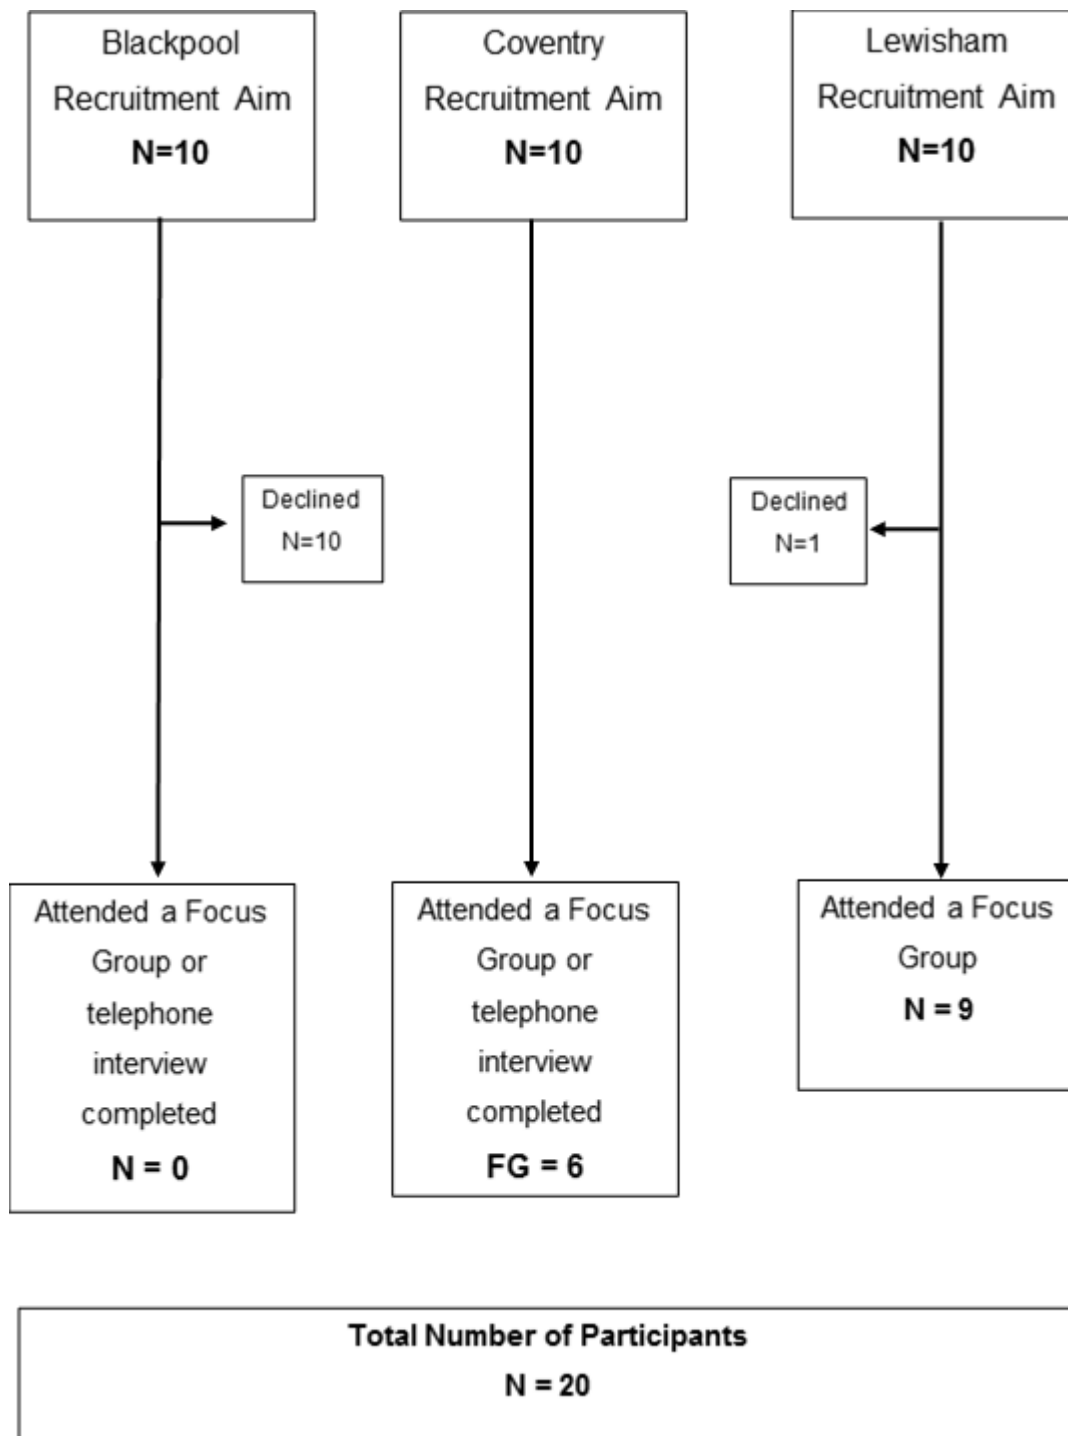 Blackpool
Recruitment Aim
N=10
Coventry
Recruitment Aim
N=10
Lewisham
Recruitment Aim
N=10
Declined
N=10
Declined
N=1
Attended a Focus
Group or
telephone
interview
completed
N = 0
Attended a Focus
Group or
telephone
interview
completed
FG = 6
Attended a Focus
Group
N = 9
Total Number of Participants
N = 20